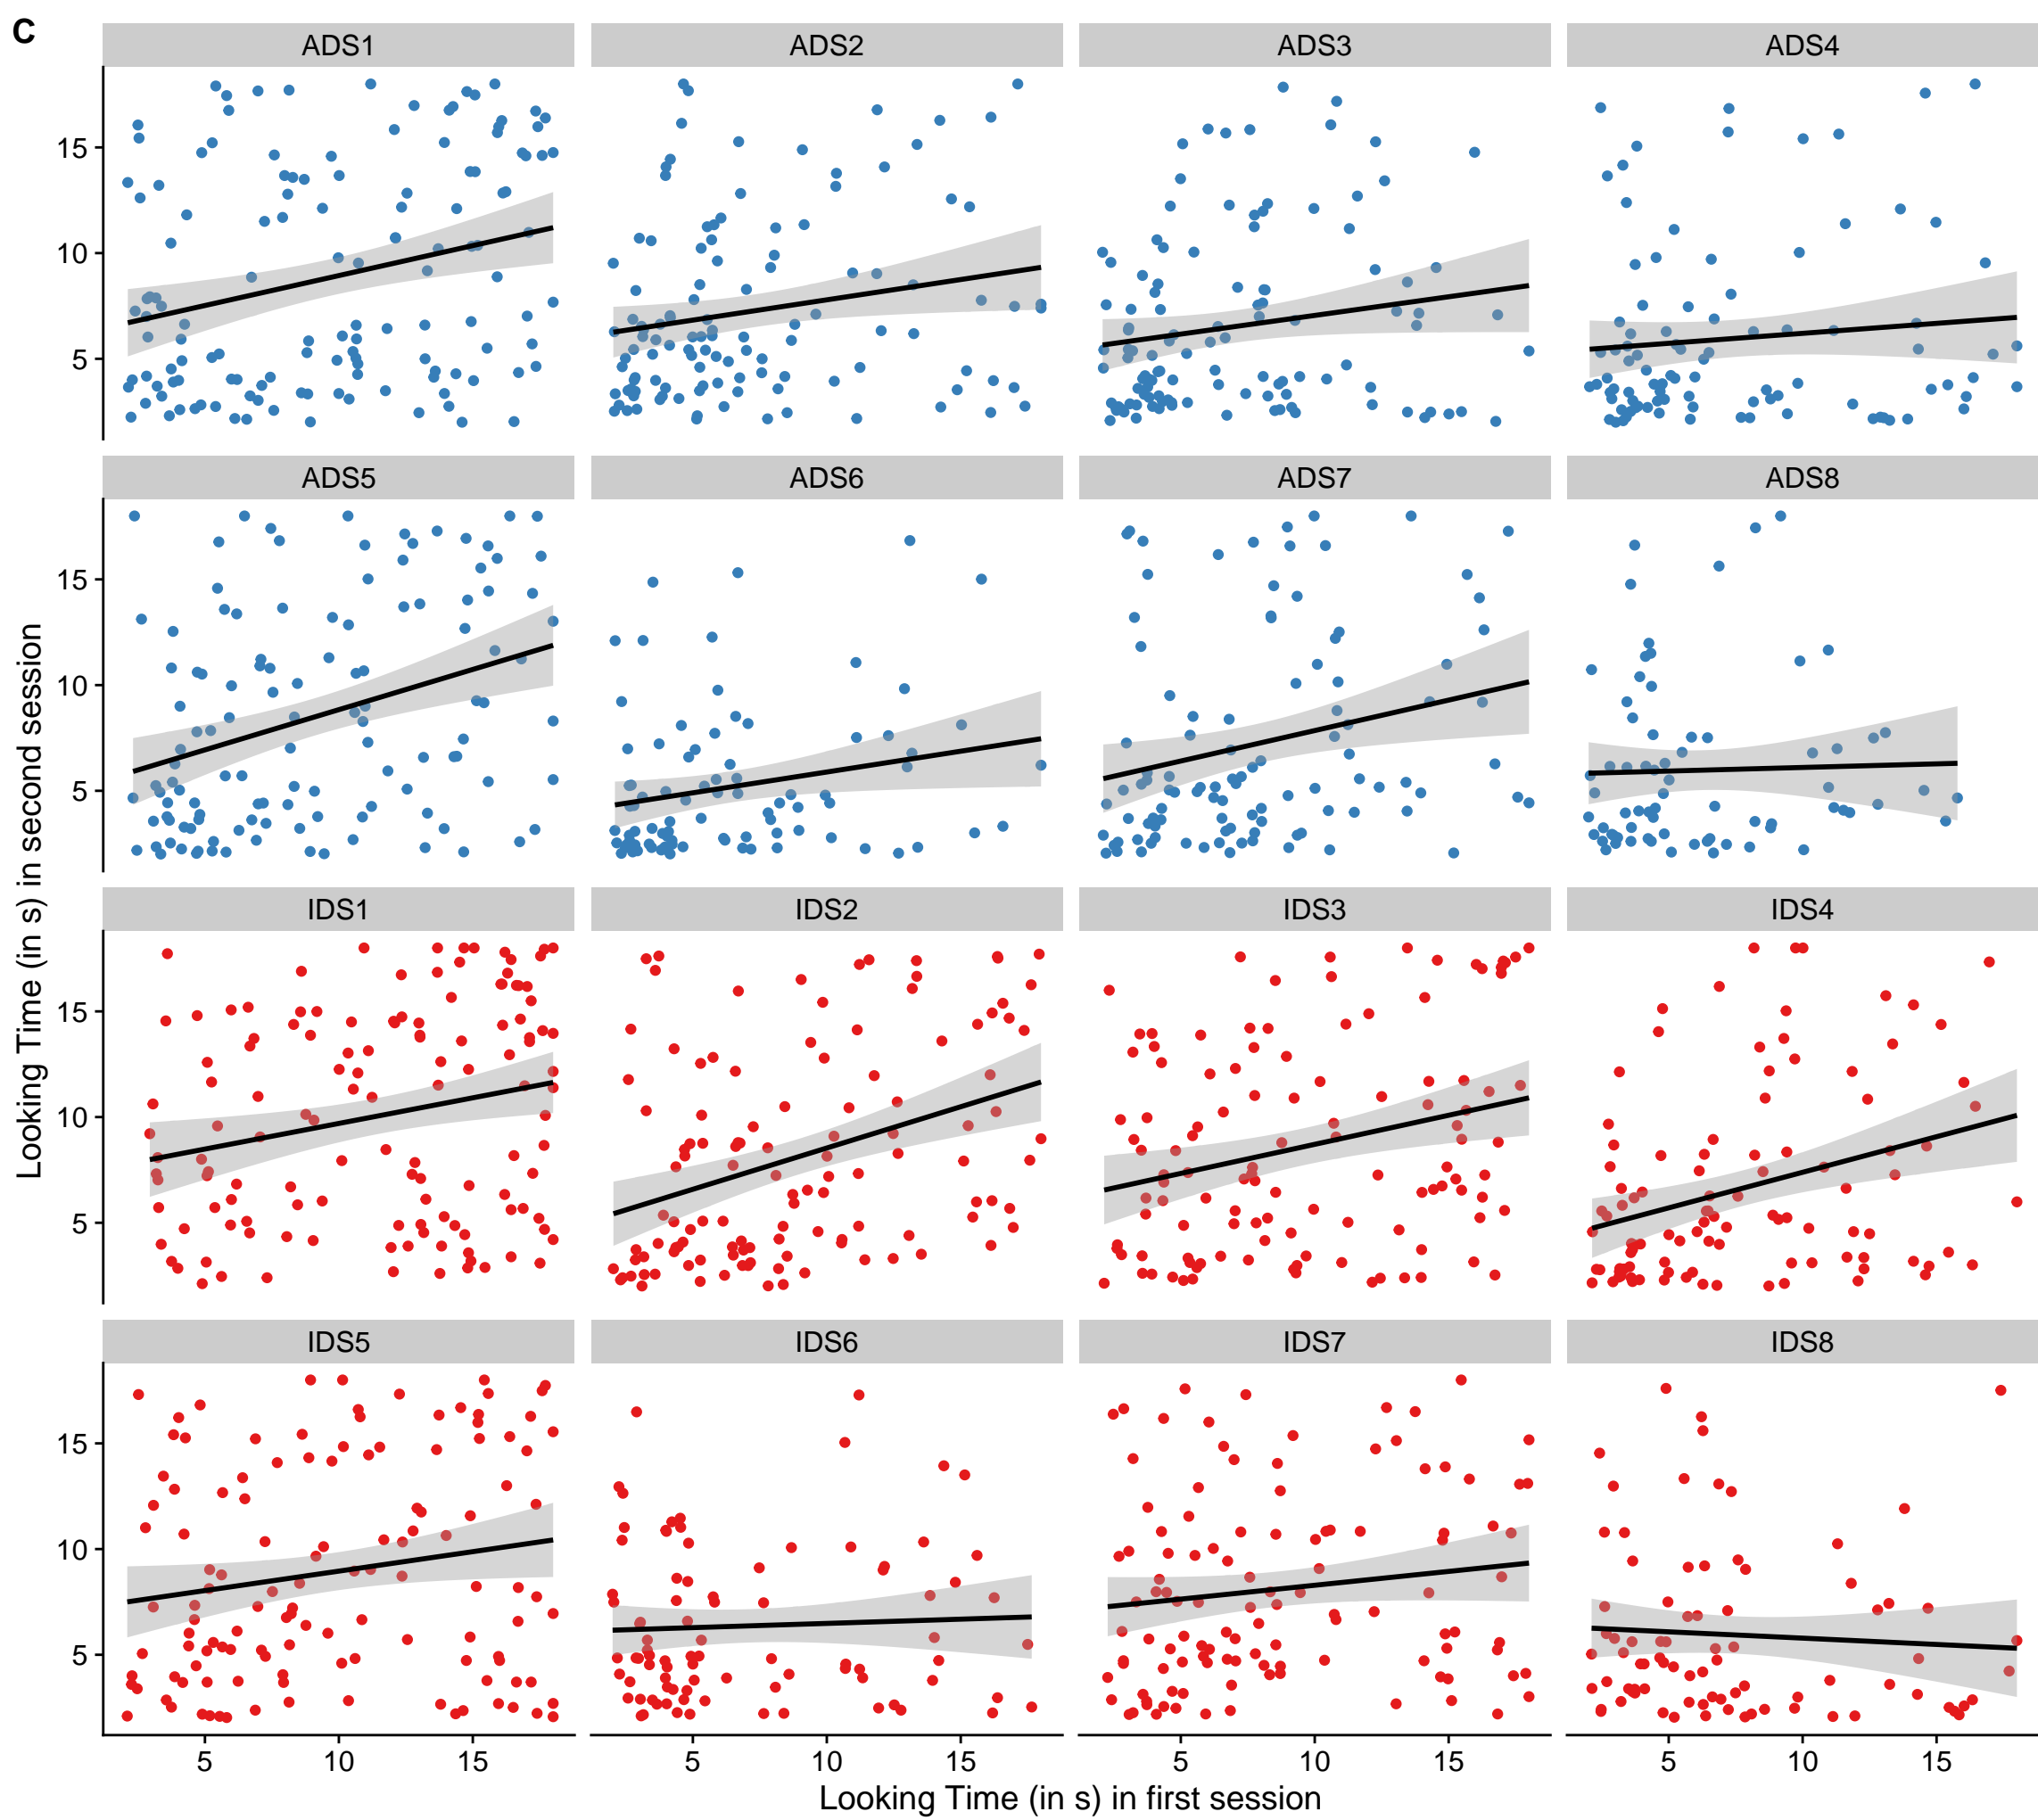 C
ADS1 ADS2 ADS3 ADS4
15
10
5
ADS5 ADS6 ADS7 ADS8
15
10
5
IDS1 IDS2 IDS3 IDS4
15
10
5
IDS5 IDS6 IDS7 IDS8
15
10
5
5 10 15 5 10 15 5 10 15 5 10 15
Looking Time (in s) in first session
Looking Time (in s) in second session